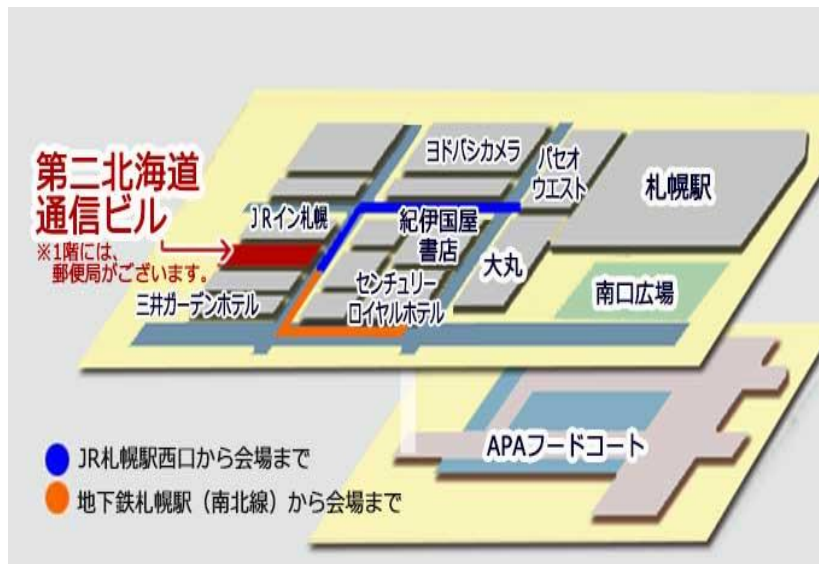 第二北海道
通信ビル
※1階には、
郵便局がございます。
JRイン札幌
三井ガーデンホテル
ヨドバシカメラ
パセオ
ウエスト
札幌駅
紀伊国屋
書店
大丸
センチュリー
ロイヤルホテル
南口広場
APAフードコート
JR札幌駅西口から会場まで
地下鉄札幌駅（南北線）から会場まで